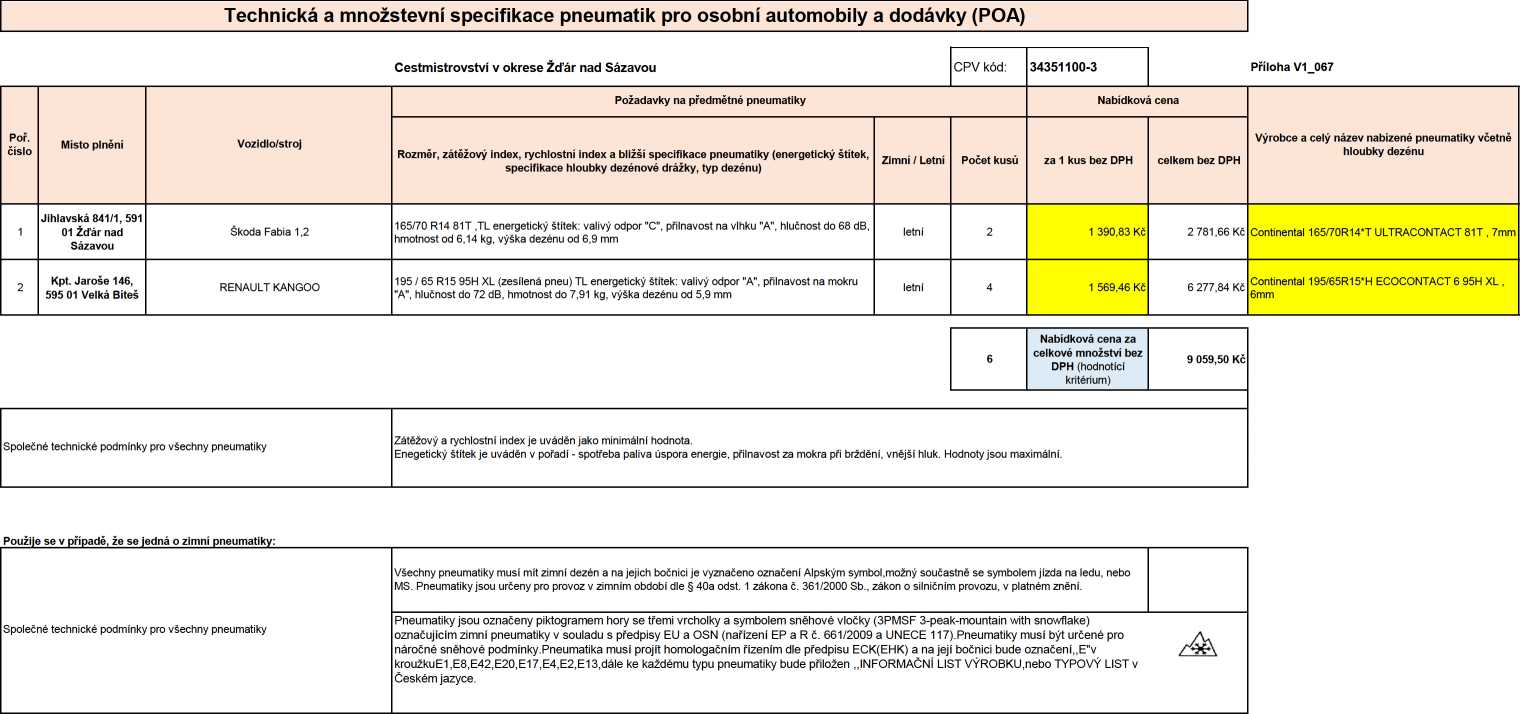 Technická a množstevní specifikace pneumatik pro osobní automobily a dodávky (POA)
Cestmistrovství v okrese Žďár nad Sázavou
CPV kód:
34351100-3
Příloha V1_067
Poř. číslo
Místo plnění
Vozidlo/stroj
Požadavky na předmětné pneumatiky
Nabídková cena
Výrobce a celý název nabizené pneumatiky včetně
hloubky dezénu
Rozměr, zátěžový index, rychlostní index a bližší specifikace pneumatiky (energetický štítek,
specifikace hloubky dezénové drážky, typ dezénu)
Zimní / Letní
Počet kusů
za 1 kus bez DPH
celkem bez DPH
1
Jihlavská 841/1, 591
01 Žďár nad
Sázavou
Škoda Fabia 1,2
165/70 R14 81T ,TL energetický štítek: valivý odpor "C", přilnavost na vlhku "A", hlučnost do 68 dB,
hmotnost od 6,14 kg, výška dezénu od 6,9 mm
letní
2
1 390,83 Kč
2 781,66 Kč
Continental 165/70R14*T ULTRACONTACT 81T , 7mm
2
Kpt. Jaroše 146,
595 01 Velká Bíteš
RENAULT KANGOO
195 / 65 R15 95H XL (zesílená pneu) TL energetický štítek: valivý odpor "A", přilnavost na mokru
"A", hlučnost do 72 dB, hmotnost do 7,91 kg, výška dezénu od 5,9 mm
letní
4
1 569,46 Kč
6 277,84 Kč
Continental 195/65R15*H ECOCONTACT 6 95H XL ,
6mm
6
Nabídková cena za
celkové množství bez
DPH (hodnotící
kritérium)
9 059,50 Kč
Společné technické podmínky pro všechny pneumatiky
Zátěžový a rychlostní index je uváděn jako minimální hodnota.
Enegetický štítek je uváděn v pořadí - spotřeba paliva úspora energie, přilnavost za mokra při brždění, vnější hluk. Hodnoty jsou maximální.
Použije se v případě, že se jedná o zimní pneumatiky:
Společné technické podmínky pro všechny pneumatiky
Všechny pneumatiky musí mít zimní dezén a na jejich bočnici je vyznačeno označení Alpským symbol,možný součastně se symbolem jízda na ledu, nebo
MS. Pneumatiky jsou určeny pro provoz v zimním období dle § 40a odst. 1 zákona č. 361/2000 Sb., zákon o silničním provozu, v platném znění.
Pneumatiky jsou označeny piktogramem hory se třemi vrcholky a symbolem sněhové vločky (3PMSF 3-peak-mountain with snowflake)
označujícím zimní pneumatiky v souladu s předpisy EU a OSN (nařízení EP a R č. 661/2009 a UNECE 117).Pneumatiky musí být určené pro
náročné sněhové podmínky.Pneumatika musí projít homologačním řízením dle předpisu ECK(EHK) a na její bočnici bude označení,,E"v
kroužkuE1,E8,E42,E20,E17,E4,E2,E13,dále ke každému typu pneumatiky bude přiložen ,,INFORMAČNÍ LIST VÝROBKU,nebo TYPOVÝ LIST v
Českém jazyce.